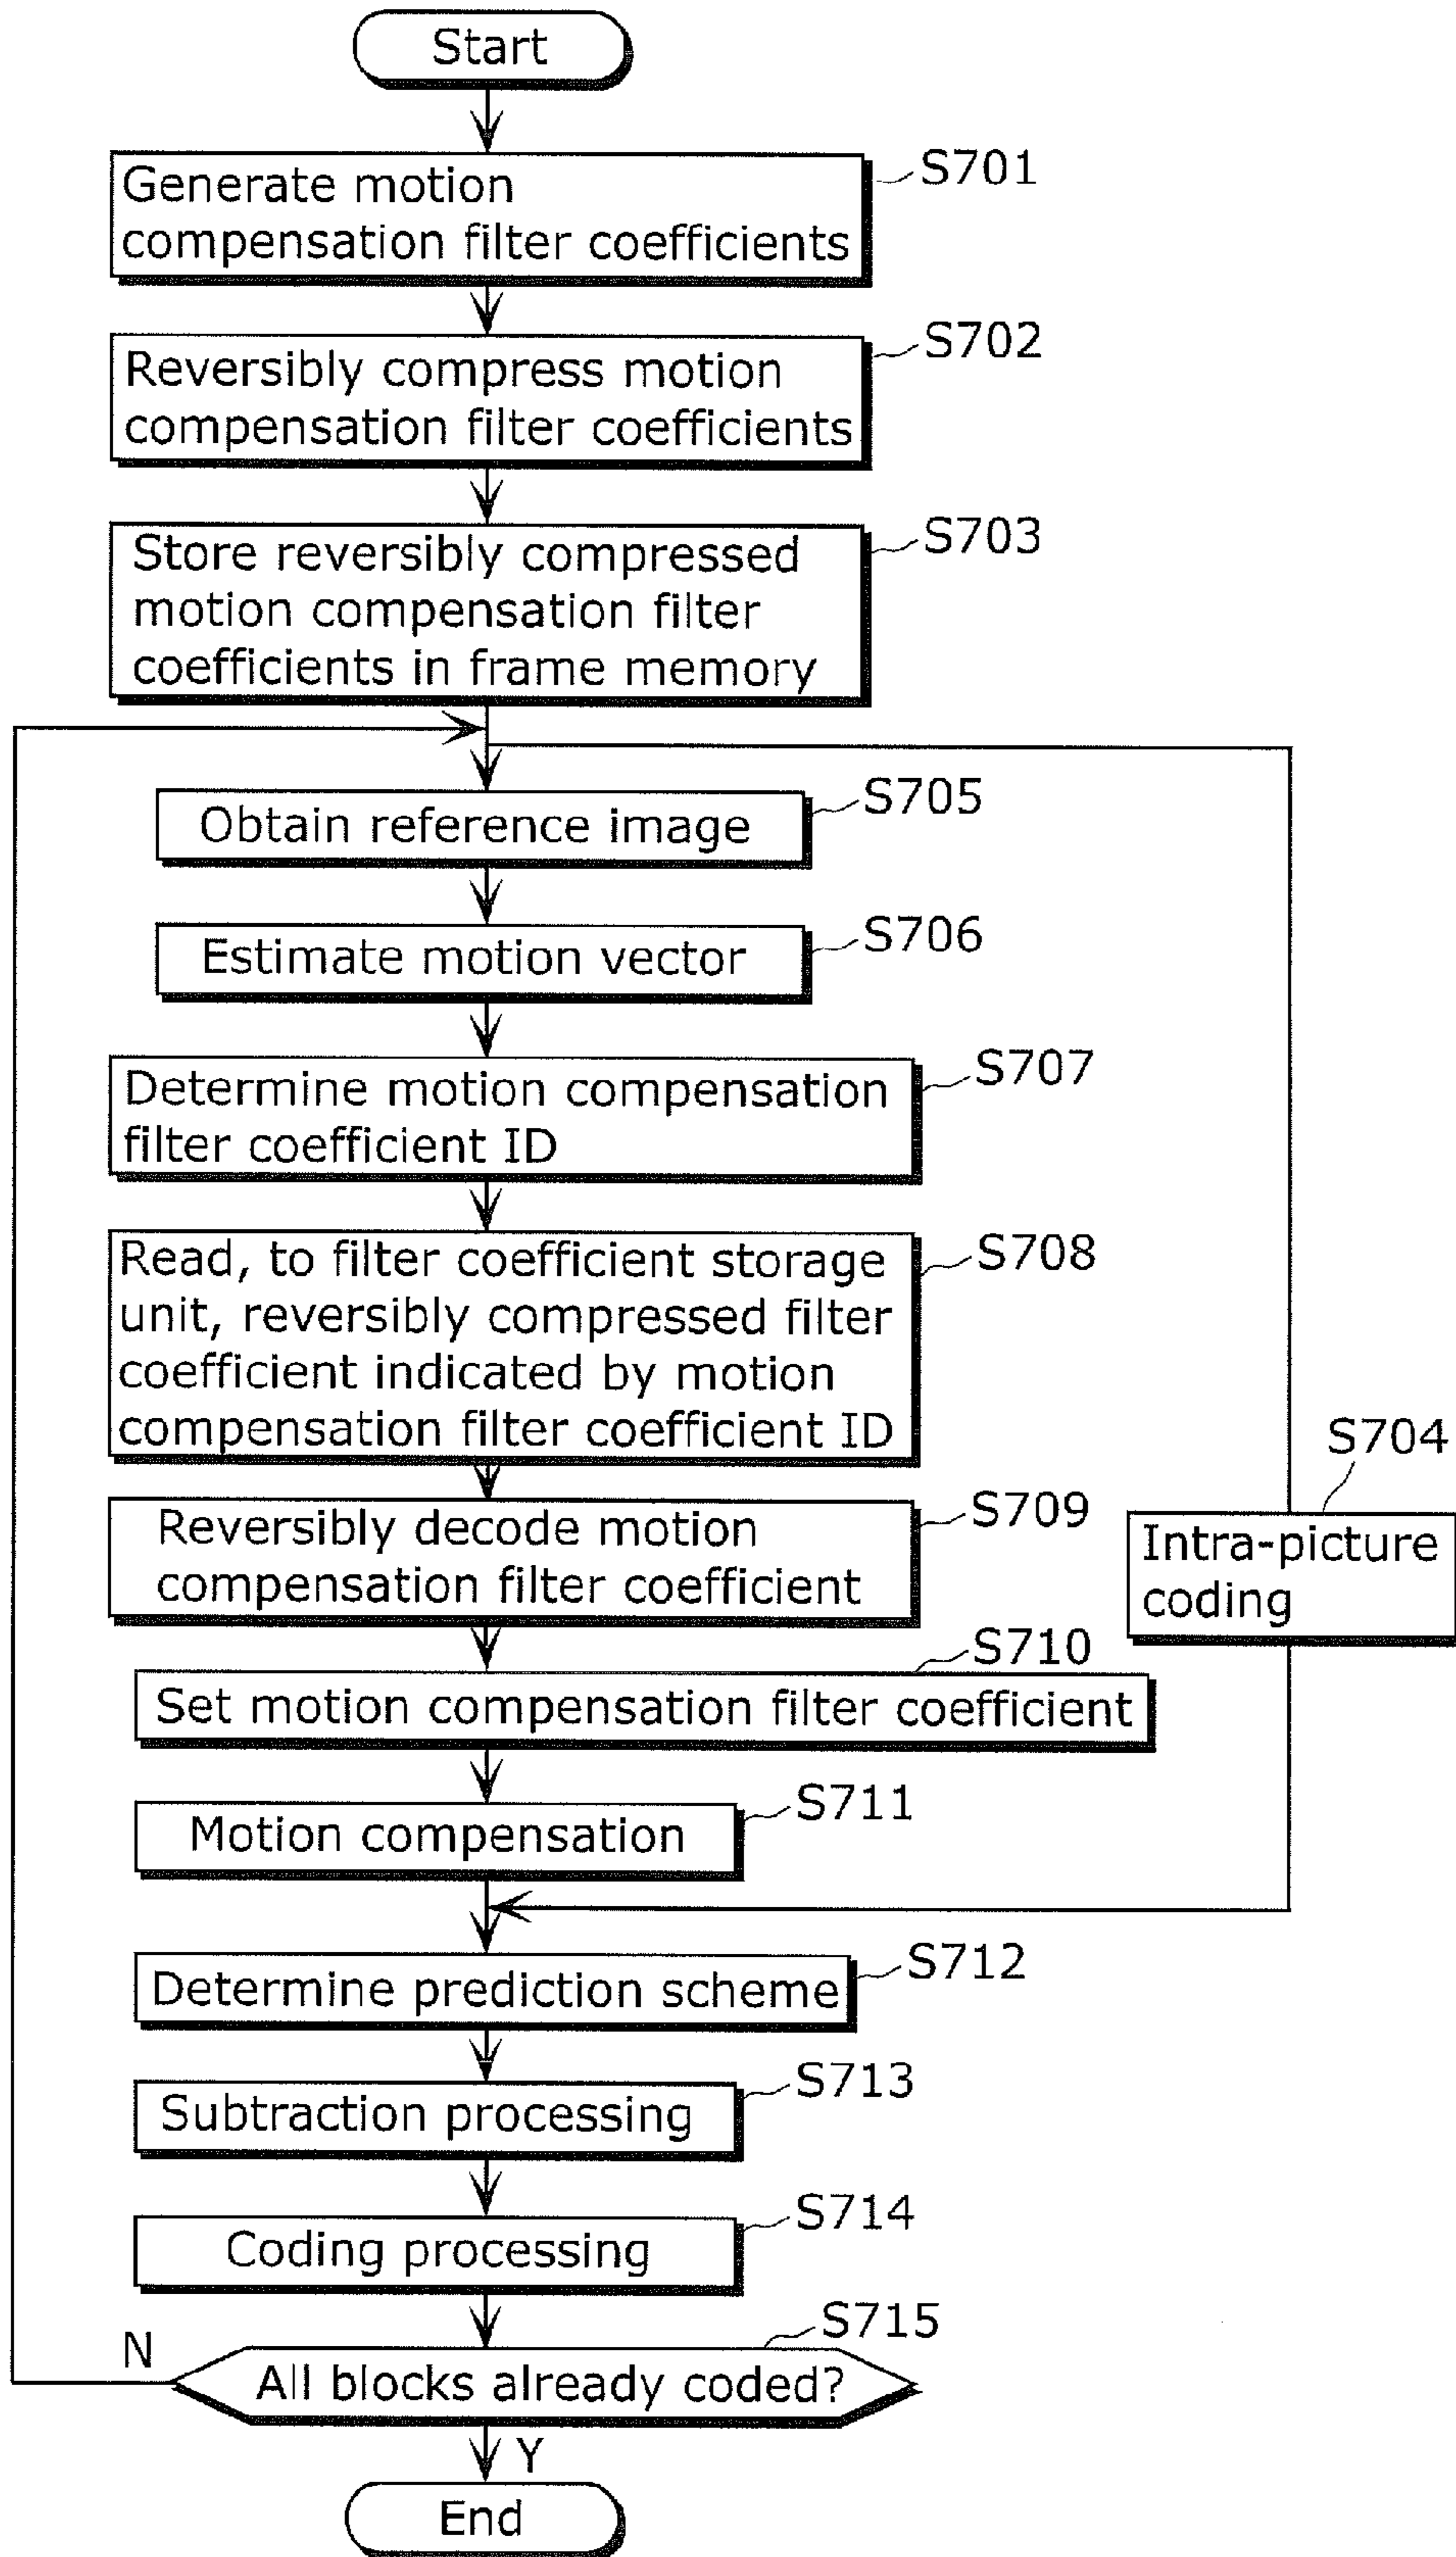 Start
Generate motion
compensation filter coefficients
S701
Reversibly compress motion
compensation filter coefficients
S702
Store reversibly compressed
motion compensation filter
coefficients in frame memory
S703
Obtain reference image
S705
Estimate motion vector
S706
Determine motion compensation
filter coefficient ID
S707
Read, to filter coefficient storage
unit, reversibly compressed filter
coefficient indicated by motion
compensation filter coefficient ID
S708
S704
Intra-picture
coding
Reversibly decode motion
compensation filter coefficient
S709
Set motion compensation filter coefficient
S710
Motion compensation
S711
Determine prediction scheme
S712
Subtraction processing
S713
Coding processing
S714
All blocks already coded?
S715
N
Y
End